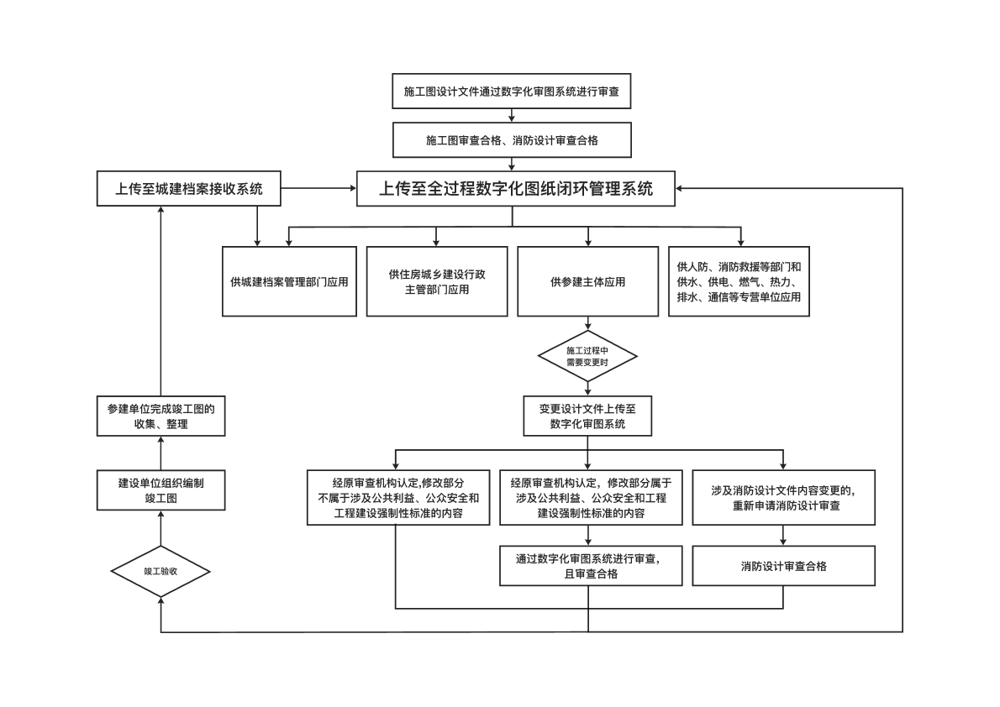 施工图设计文件通过数字化审图系统进行审查
施工图审查合格、消防设计审查合格
上传至城建档案接收系统
上传至全过程数字化图纸闭环管理系统
供城建档案管理部门应用
供住房城乡建设行政
主管部门应用
供参建主体应用
供人防、消防救援等部门和
供水、供电、燃气、热力、
排水、通信等专营单位应用
施工过程中
需要变更时
参建单位完成竣工图的
收集、整理
变更设计文件上传至
数字化审图系统
建设单位组织编制
竣工图
经原审查机构认定,修改部分
不属于涉及公共利益、公众安全和
工程建设强制性标准的内容
经原审查机构认定，修改部分属于
涉及公共利益、公众安全和工程
建设强制性标准的内容
涉及消防设计文件内容变更的，
重新申请消防设计审查
竣工验收
通过数字化审图系统进行审查，
且审查合格
消防设计审查合格